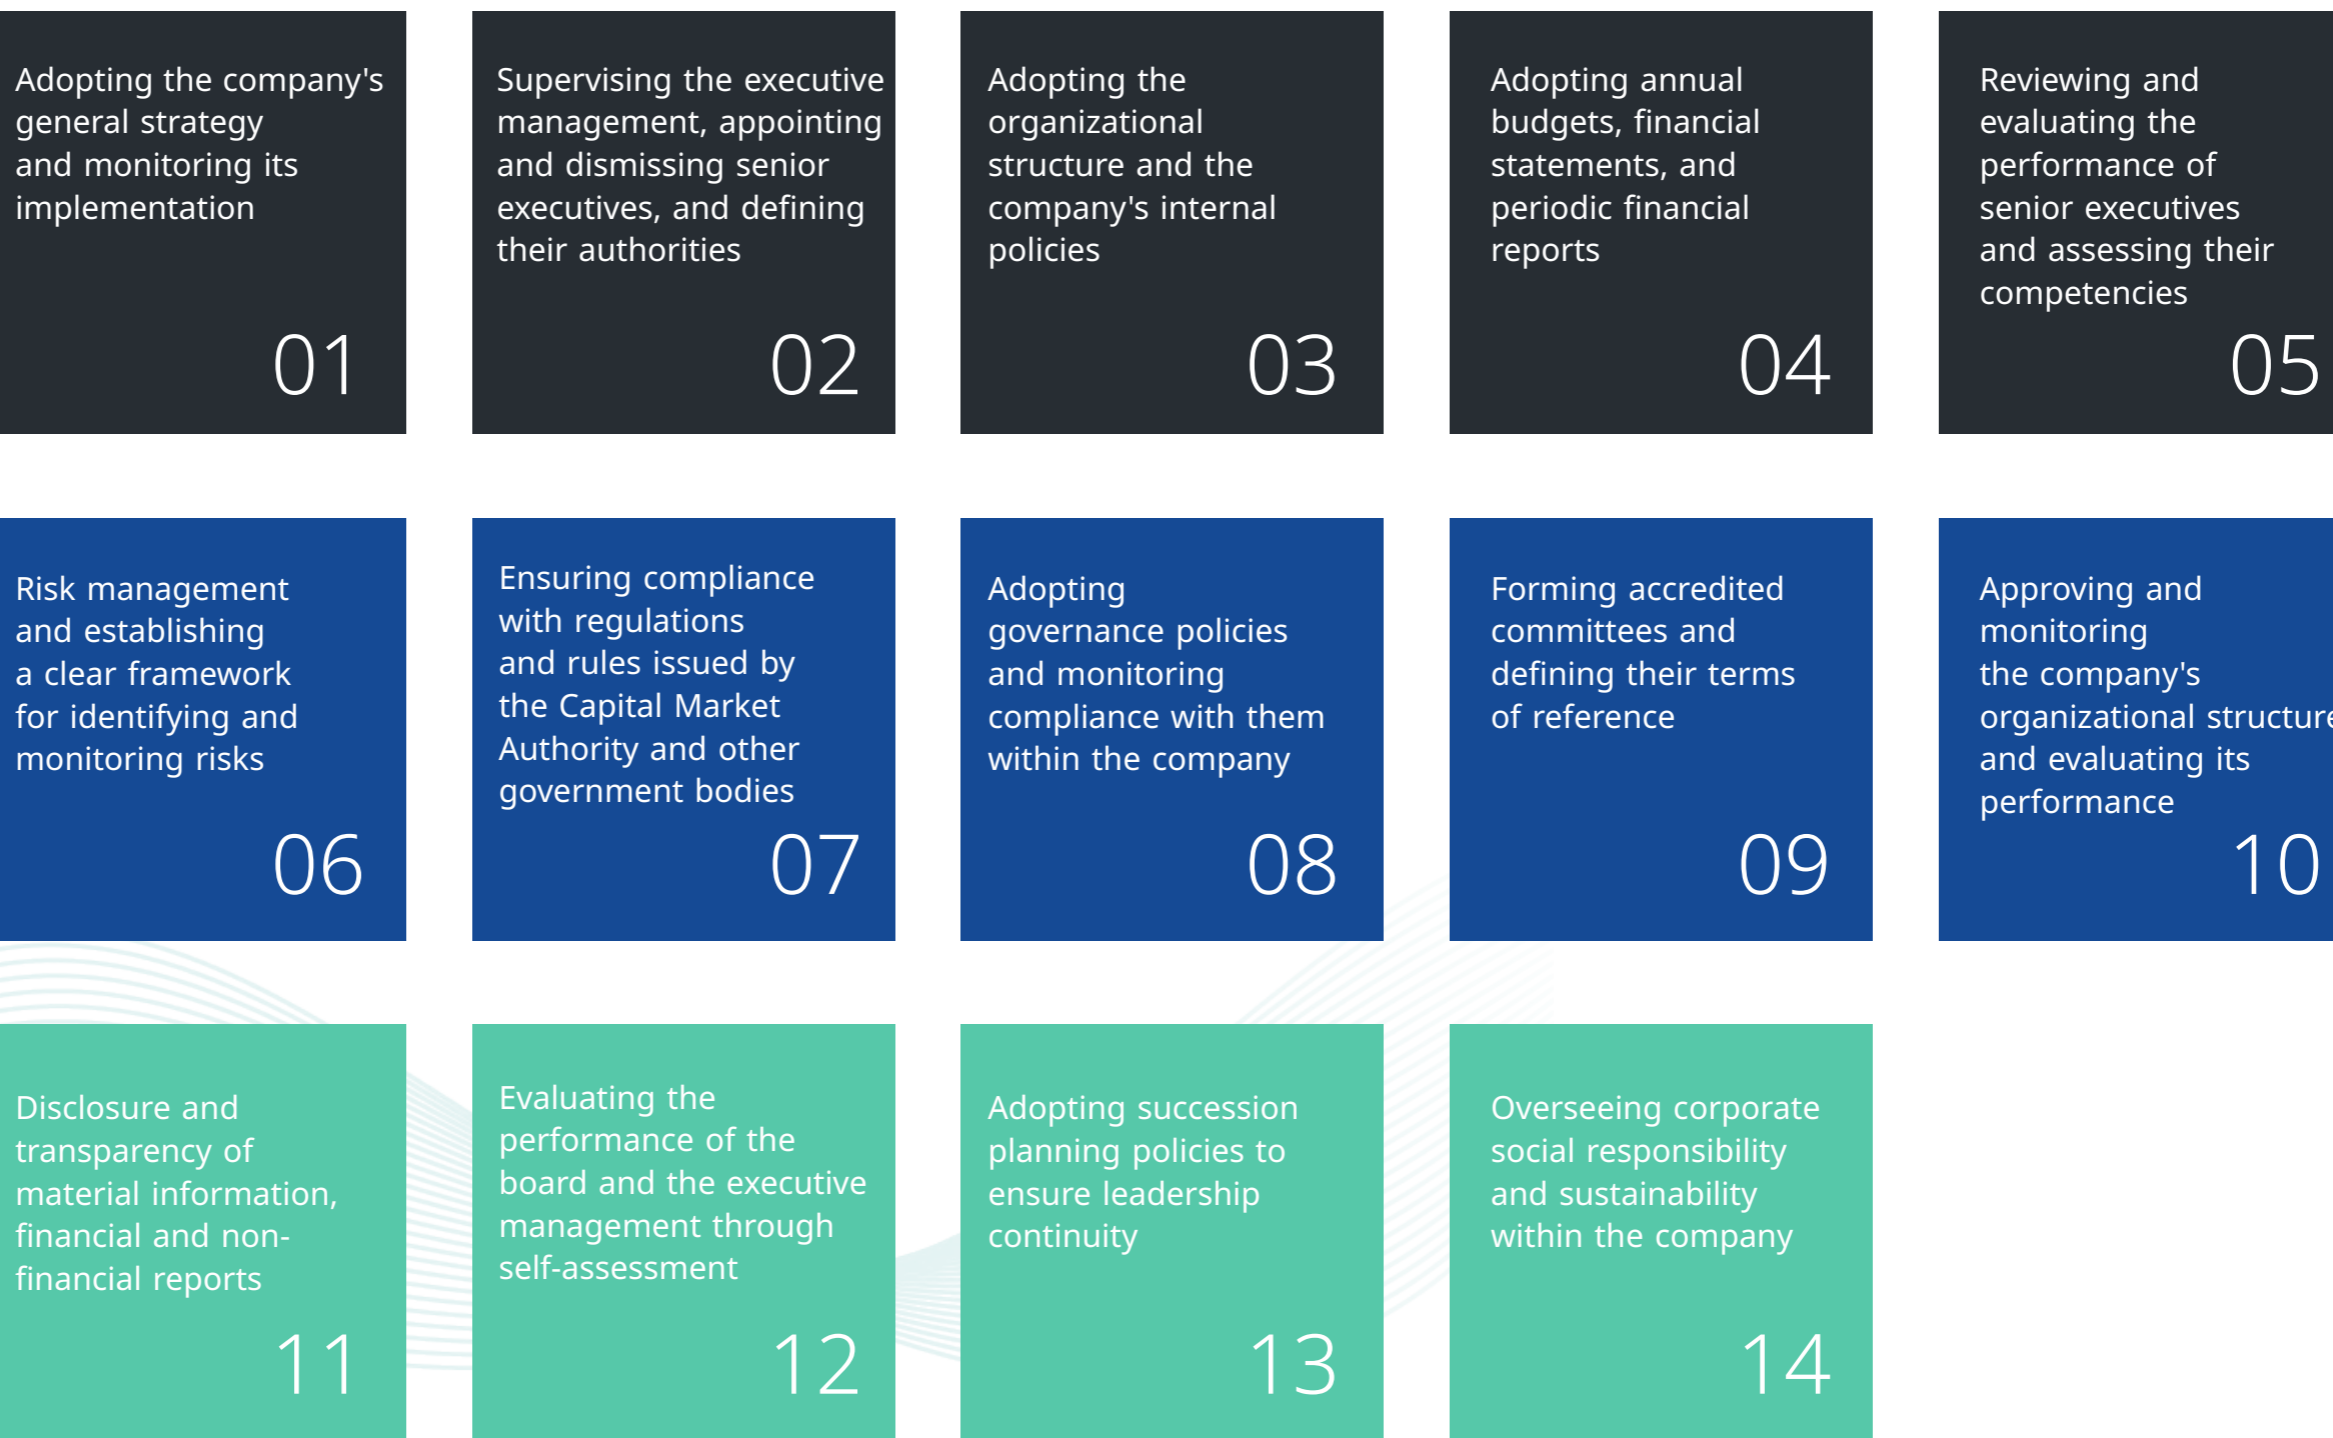 Adopting the company's
general strategy
and monitoring its
implementation
01
Supervising the executive
management, appointing
and dismissing senior
executives, and defining
their authorities
02
Adopting the
organizational
structure and the
company's internal
policies
03
Adopting annual
budgets, financial
statements, and
periodic financial
reports
04
Reviewing and
evaluating the
performance of
senior executives
and assessing their
competencies
05
Risk management
and establishing
a clear framework
for identifying and
monitoring risks
06
Ensuring compliance
with regulations
and rules issued by
the Capital Market
Authority and other
government bodies
07
Adopting
governance policies
and monitoring
compliance with them
within the company
08
Forming accredited
committees and
defining their terms
of reference
09
Approving and
monitoring
the company's
organizational structure
and evaluating its
performance
10
Disclosure and
transparency of
material information,
financial and non-
financial reports
11
Evaluating the
performance of the
board and the executive
management through
self-assessment
12
Adopting succession
planning policies to
ensure leadership
continuity
13
Overseeing corporate
social responsibility
and sustainability
within the company
14